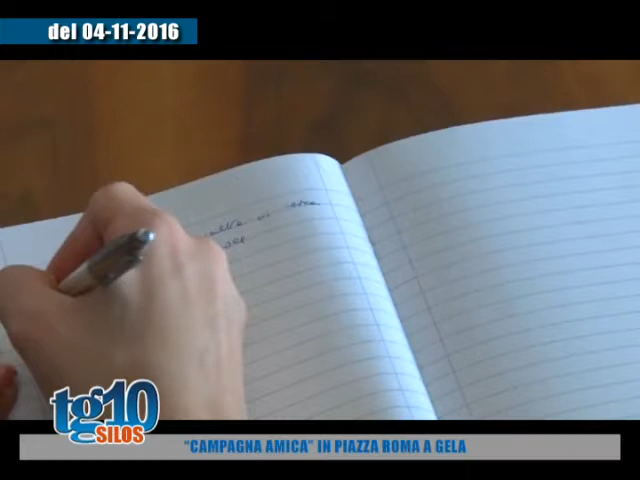 del 04-11-2016
tg10
SILOS
“CAMPAGNA AMICA” IN PIAZZA ROMA A GELA